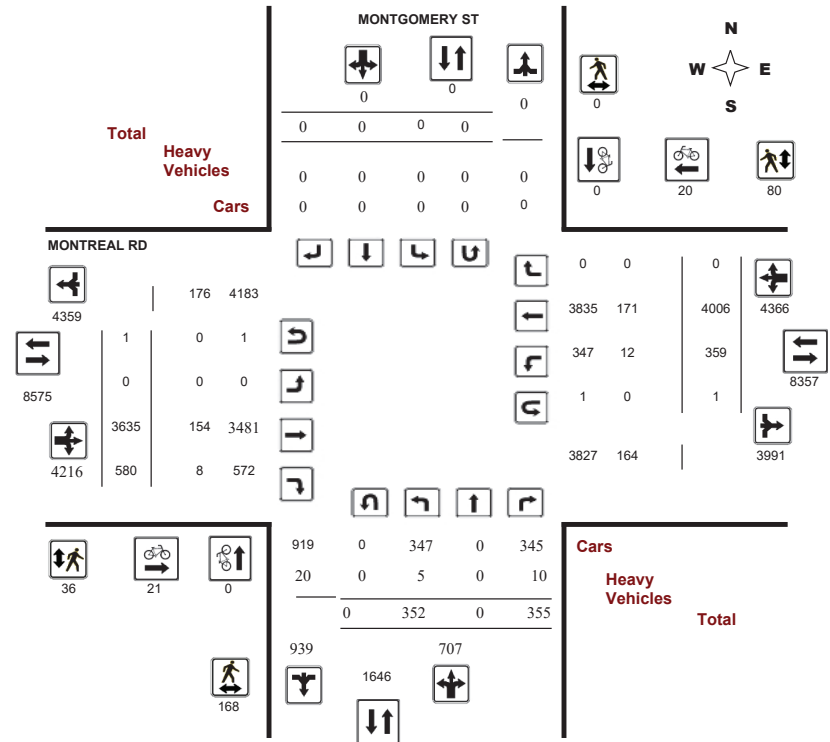 MONTGOMERY ST
N
W E
S
0 0 0 0
0 0 0 0
Total
Heavy
Vehicles
Cars
0 0 0 0 0
0 0 0 0 0
0 20 80
MONTREAL RD
4359
176 4183
8575
1 0 1
0 0 0
4216
3635 154 3481
580 8 572
0 0 0
3835 171 4006 4366
347 12 359
8357
1 0 1
3827 164 3991
919 0 347 0 345
20 0 5 0 10
0 352 0 355
939 707
1646
Cars
Heavy
Vehicles
Total
36 21 0
168